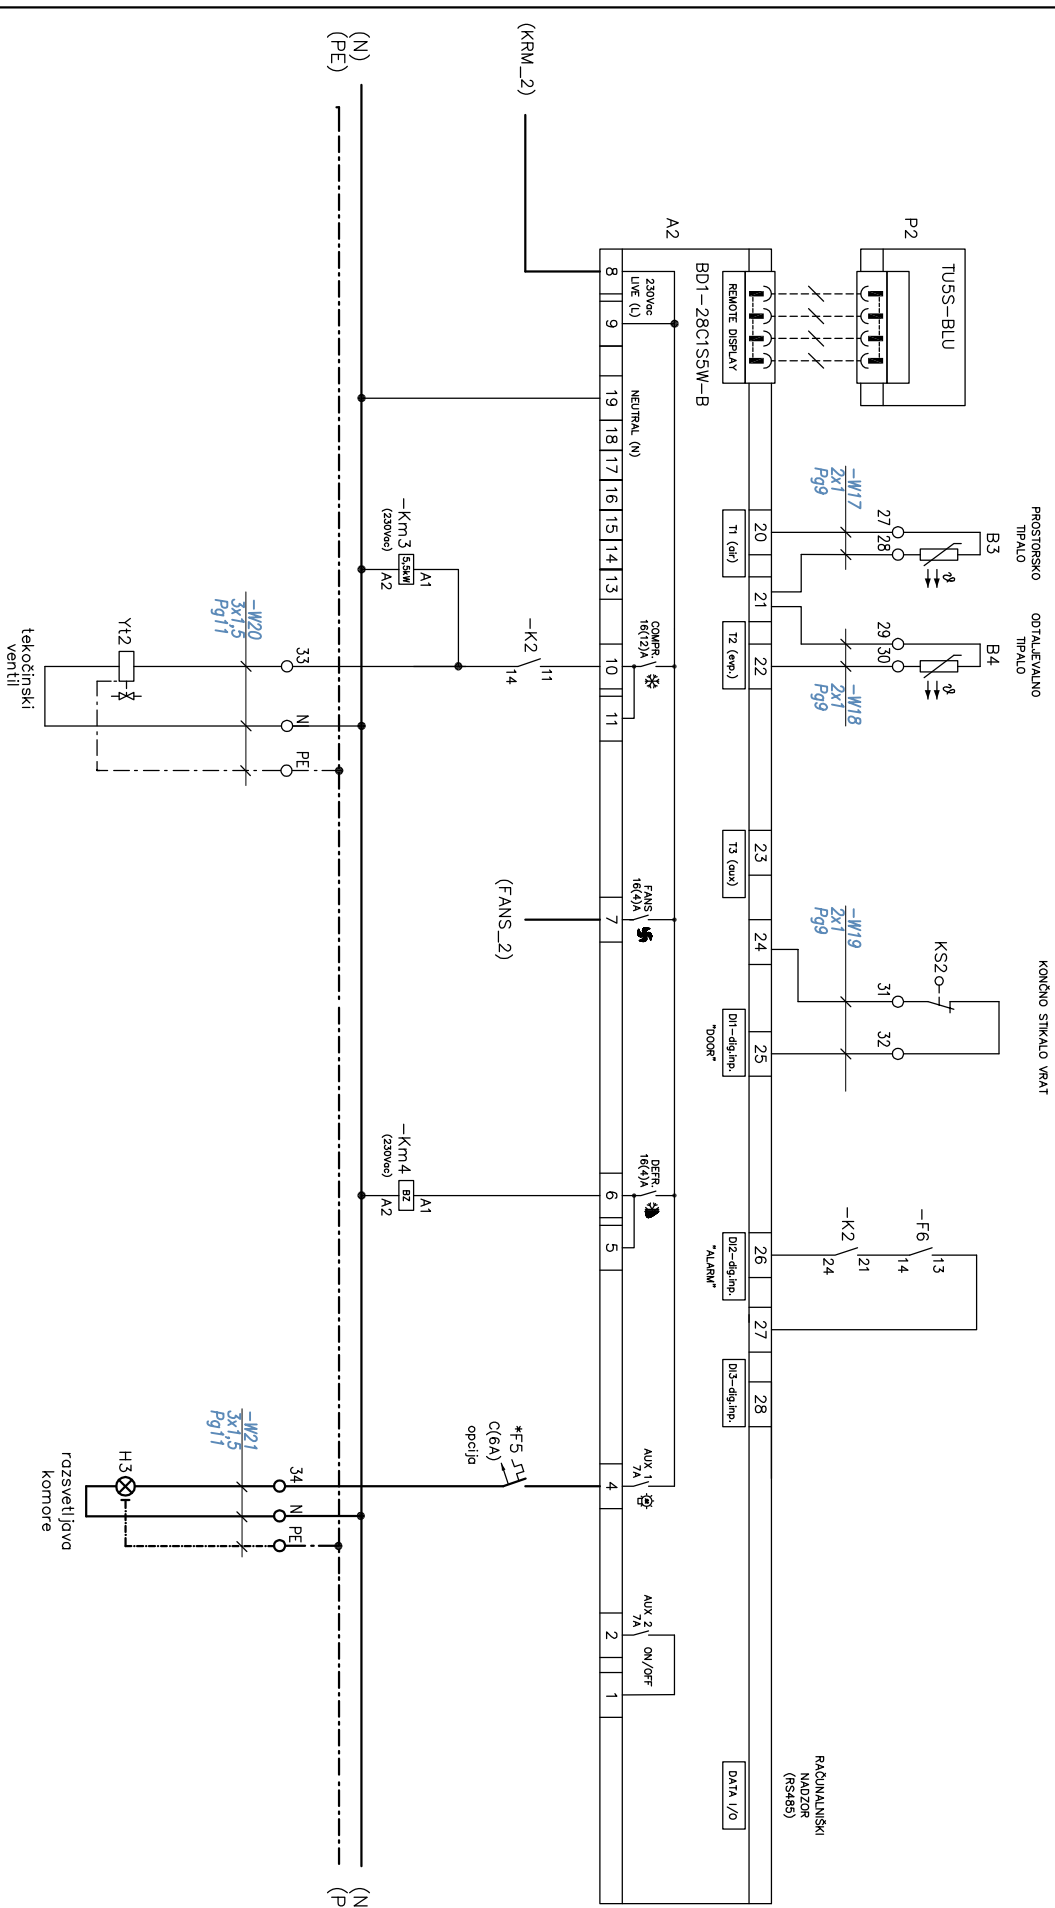 PROSTORSKO
TIPALO
ODTALJEVALNO
TIPALO
KONČNO STIKALO VRAT
RAČUNALNIŠKI
NADZOR
(RS485)
P2
TU5S-BLU
B3
B4
KS2
-F6
13
14
-K2
21
24
27
28
29
30
31
32
-W17
2x1
Pg9
-W18
2x1
Pg9
-W19
2x1
Pg9
20
21
22
23
24
25
26
27
28
REMOTE DISPLAY
T1 (air)
T2 (evp.)
T3 (aux)
DI1-dig.inp.
"DOOR"
DI2-dig.inp.
"ALARM"
DI3-dig.inp.
DATA I/O
A2
BD1-28C1S5W-B
230Vac
LIVE (L)
NEUTRAL (N)
COMPR.
16(12)A
FANS
16(4)A
DEFR.
16(4)A
AUX 1
7A
AUX 2
7A
ON/OFF
8
9
19
18
17
16
15
14
13
10
11
7
6
5
4
2
1
(KRM_2)
-K2
11
14
(FANS_2)
*F5
C(6A)
opcija
-Km3
(230Vac)
5,5kW
A1
A2
-Km4
(230Vac)
BZ
A1
A2
(N)
(PE)
(N
(P
33
N
PE
34
N
PE
-W20
3x1,5
Pg11
-W21
3x1,5
Pg11
Yt2
H3
tekočinski
ventil
razsvetljava
komore